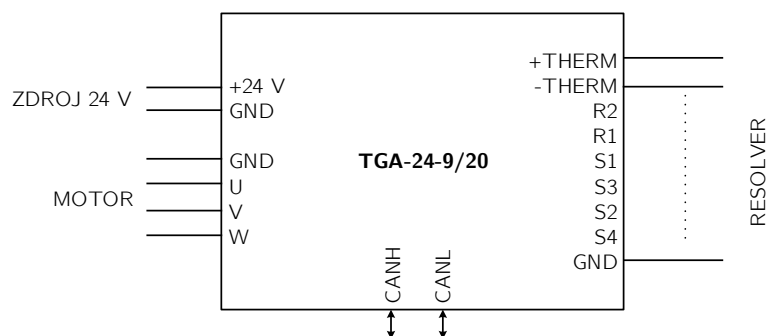 ZDROJ 24 V
+24 V
GND
GND
MOTOR
U
V
W
TGA-24-9/20
CANH
CANL
+THERM
-THERM
R2
R1
S1
S3
S2
S4
GND
RESOLVER